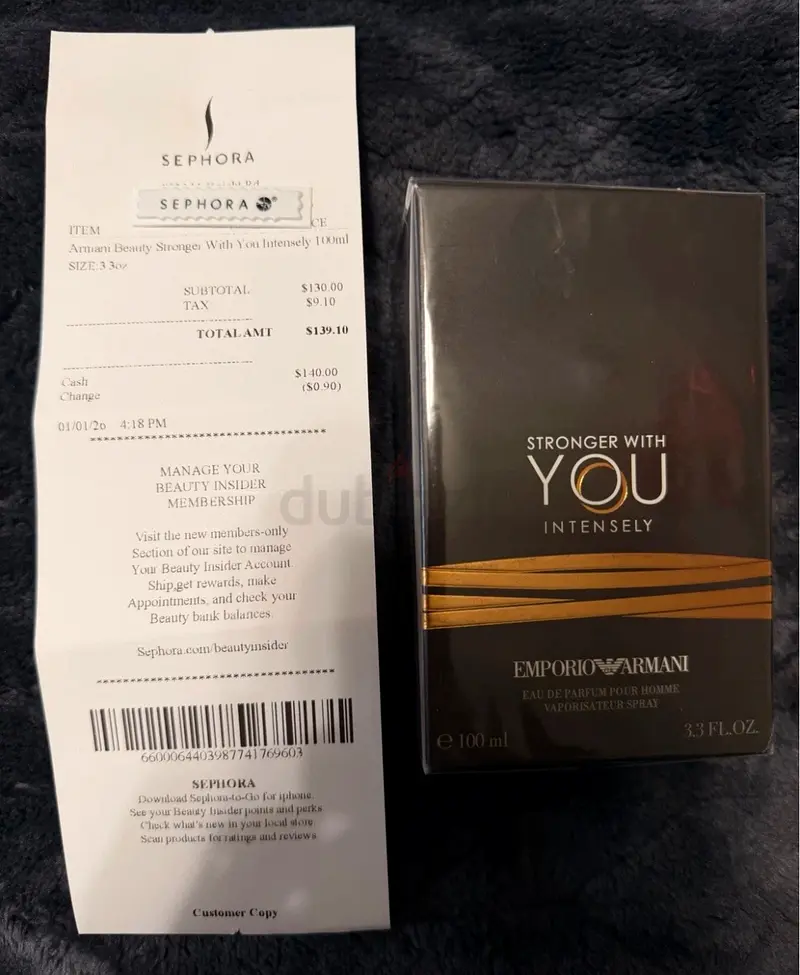 SEPHORA
SEPHORA
ITEM
Armani Beauty Stronger With You Intensely 100ml
SIZE:3.3oz
SUBTOTAL $130.00
TAX $9.10
TOTAL AMT $139.10
Cash $140.00
Change ($0.90)
01/01/26 4:18 PM
MANAGE YOUR
BEAUTY INSIDER
MEMBERSHIP
Visit the new members-only
Section of our site to manage
Your Beauty Insider Account.
Ship,get rewards, make
Appointments, and check your
Beauty bank balances.
Sephora.com/beautyinsider
6600064403987741769603
SEPHORA
Download Sephora-to-Go for iphone.
See your Beauty Insider points and perks
Check what's new in your local store
Scan products for ratings and reviews
Customer Copy
STRONGER WITH
YOU
INTENSELY
EMPORIO ARMANI
EAU DE PARFUM POUR HOMME
VAPORISATEUR SPRAY
e 100 ml 3.3 FL.OZ.